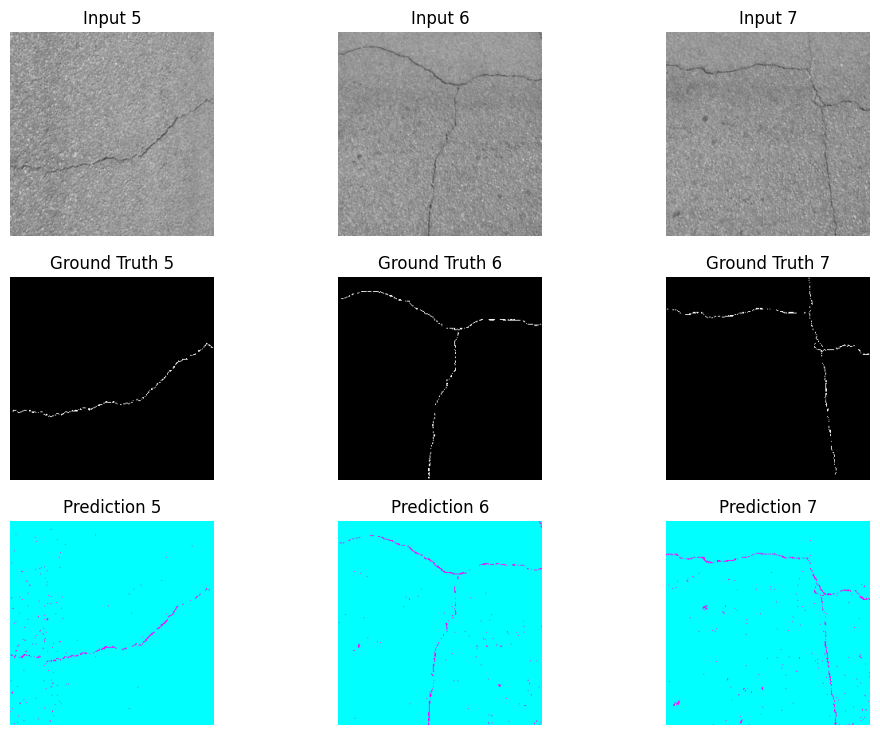 Input 5
Input 6
Input 7
Ground Truth 5
Ground Truth 6
Ground Truth 7
Prediction 5
Prediction 6
Prediction 7